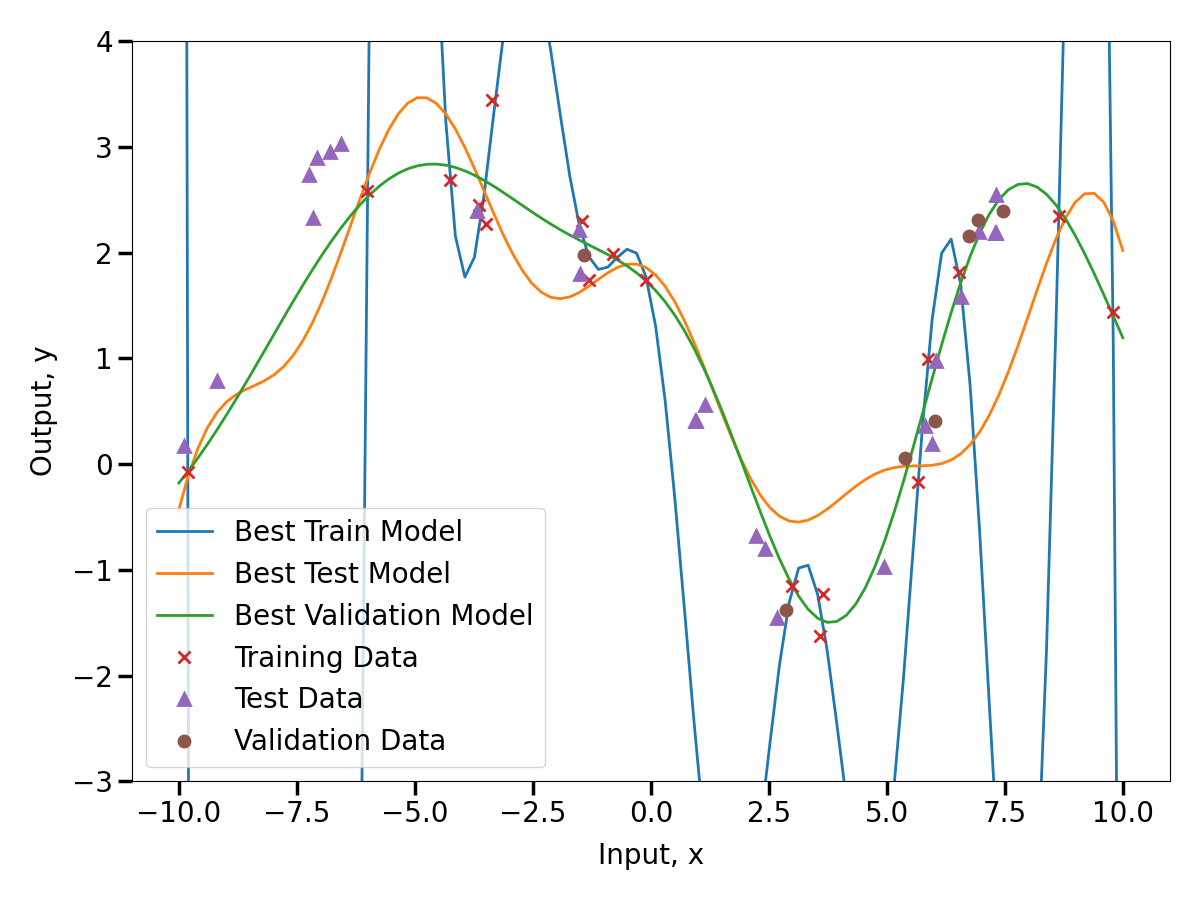 4
3
2
1
0
−1
−2
−3
Output, y
Best Train Model
Best Test Model
Best Validation Model
Training Data
Test Data
Validation Data
−10.0 −7.5 −5.0 −2.5 0.0 2.5 5.0 7.5 10.0
Input, x